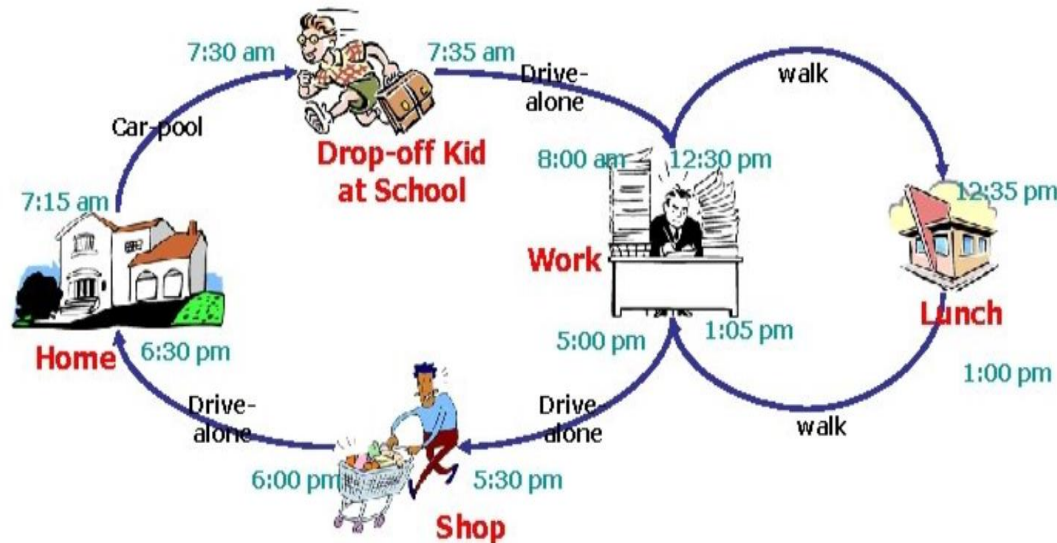 7:30 am
7:35 am
Drive-
alone
walk
Car-pool
Drop-off Kid
at School
8:00 am
12:30 pm
7:15 am
12:35 pm
Work
Lunch
Home
6:30 pm
5:00 pm
1:05 pm
1:00 pm
Drive-
alone
Drive-
alone
walk
6:00 pm
5:30 pm
Shop